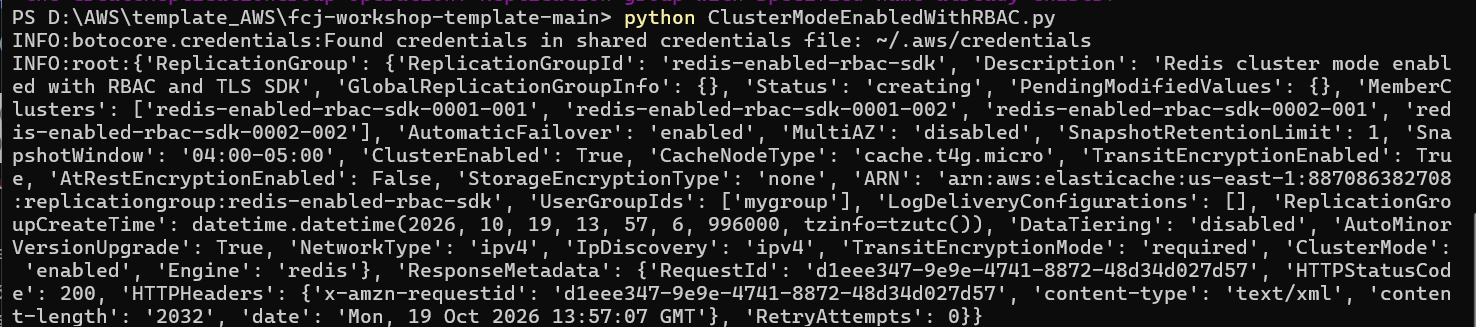 PS D:\AWS\template_AWS\fcj-workshop-template-main> python ClusterModeEnabledWithRBAC.py
INFO:botocore.credentials:Found credentials in shared credentials file: ~/.aws/credentials
INFO:root:{'ReplicationGroup': {'ReplicationGroupId': 'redis-enabled-rbac-sdk', 'Description': 'Redis cluster mode enabl
ed with RBAC and TLS SDK', 'GlobalReplicationGroupInfo': {}, 'Status': 'creating', 'PendingModifiedValues': {}, 'MemberC
lusters': ['redis-enabled-rbac-sdk-0001-001', 'redis-enabled-rbac-sdk-0001-002', 'redis-enabled-rbac-sdk-0002-001', 'red
is-enabled-rbac-sdk-0002-002'], 'AutomaticFailover': 'enabled', 'MultiAZ': 'disabled', 'SnapshotRetentionLimit': 1, 'Sna
pshotWindow': '04:00-05:00', 'ClusterEnabled': True, 'CacheNodeType': 'cache.t4g.micro', 'TransitEncryptionEnabled': Tru
e, 'AtRestEncryptionEnabled': False, 'StorageEncryptionType': 'none', 'ARN': 'arn:aws:elasticache:us-east-1:887086382708
:replicationgroup:redis-enabled-rbac-sdk', 'UserGroupIds': ['mygroup'], 'LogDeliveryConfigurations': [], 'ReplicationGro
upCreateTime': datetime.datetime(2026, 10, 19, 13, 57, 6, 996000, tzinfo=tzutc()), 'DataTiering': 'disabled', 'AutoMinor
VersionUpgrade': True, 'NetworkType': 'ipv4', 'IpDiscovery': 'ipv4', 'TransitEncryptionMode': 'required', 'ClusterMode':
 'enabled', 'Engine': 'redis'}, 'ResponseMetadata': {'RequestId': 'd1eee347-9e9e-4741-8872-48d34d027d57', 'HTTPStatusCod
e': 200, 'HTTPHeaders': {'x-amzn-requestid': 'd1eee347-9e9e-4741-8872-48d34d027d57', 'content-type': 'text/xml', 'conten
t-length': '2032', 'date': 'Mon, 19 Oct 2026 13:57:07 GMT'}, 'RetryAttempts': 0}}